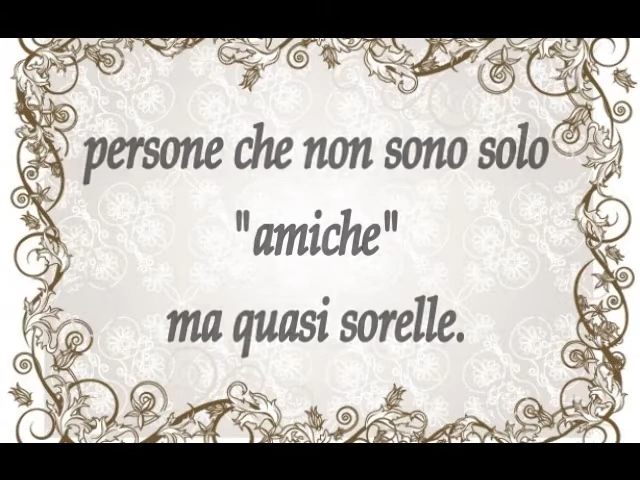 persone che non sono solo
"amiche"
ma quasi sorelle.